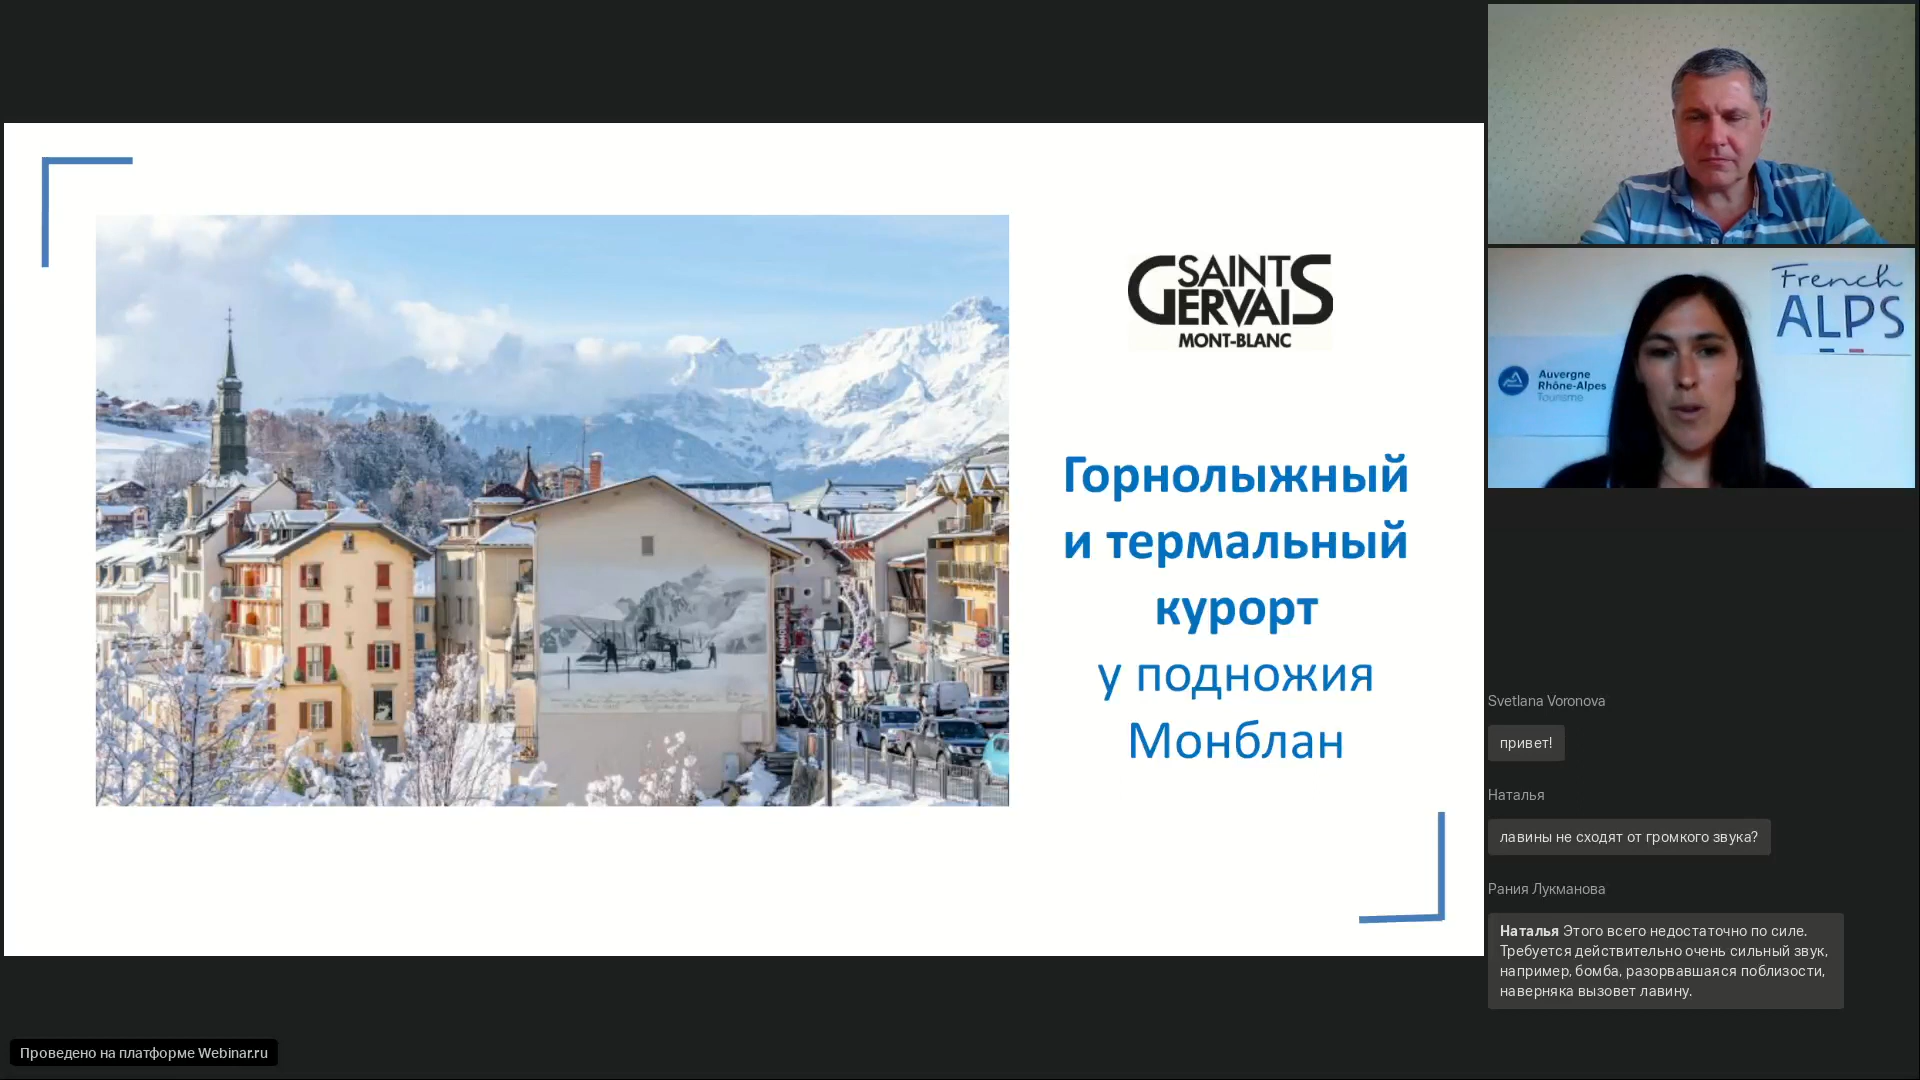 SAINT
GERVAIS
MONT-BLANC
Горнолыжный
и термальный
курорт
у подножия
Монблан
French
ALPS
Auvergne
Rhône-Alpes
Tourisme
Svetlana Voronova
привет!
Наталья
лавины не сходят от громкого звука?
Рания Лукманова
Наталья Этого всего недостаточно по силе.
Требуется действительно очень сильный звук,
например, бомба, разорвавшаяся поблизости,
наверняка вызовет лавину.
Проведено на платформе Webinar.ru